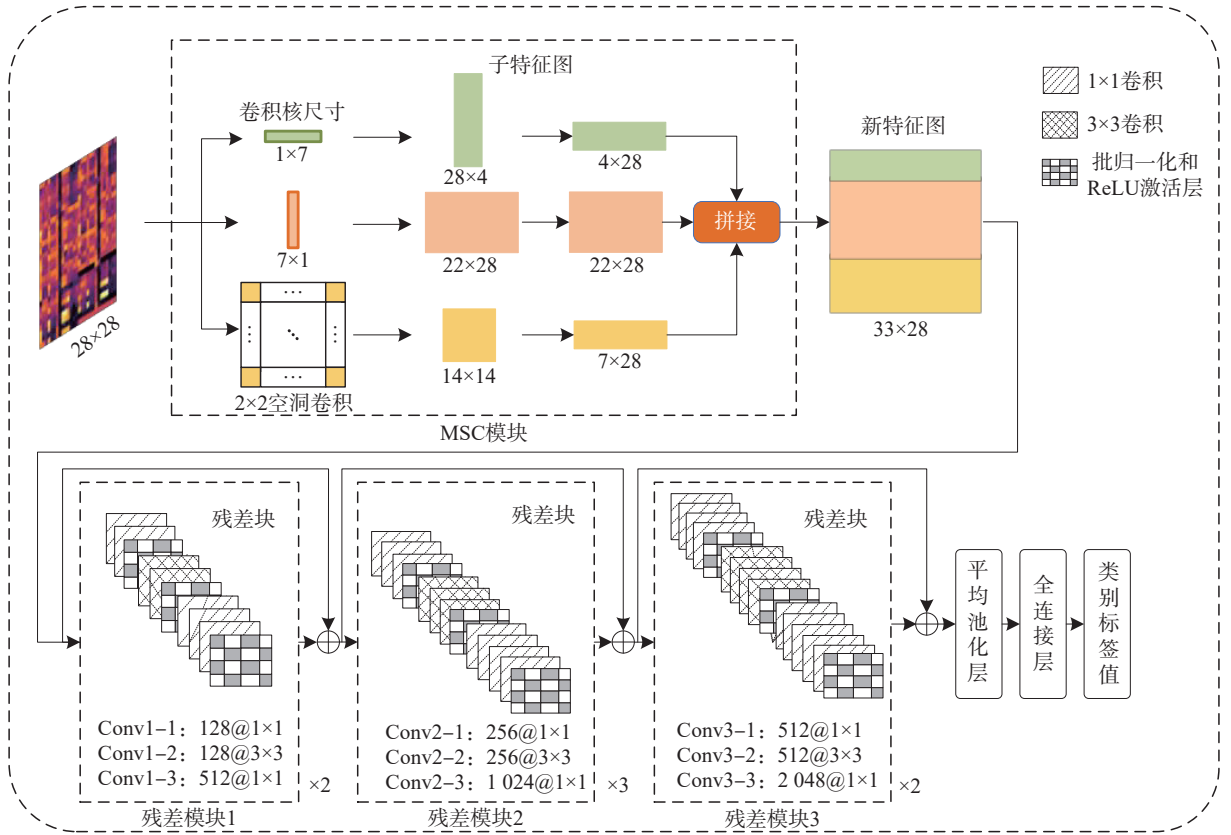 子特征图
卷积核尺寸
1×7
28×4
4×28
7×1
22×28
22×28
拼接
28×28
2×2空洞卷积
14×14
7×28
MSC模块
新特征图
33×28
1×1卷积
3×3卷积
批归一化和
ReLU激活层
残差块
Conv1-1：128@1×1
Conv1-2：128@3×3
Conv1-3：512@1×1
×2
残差模块1
残差块
Conv2-1：256@1×1
Conv2-2：256@3×3
Conv2-3：1 024@1×1
×3
残差模块2
残差块
Conv3-1：512@1×1
Conv3-2：512@3×3
Conv3-3：2 048@1×1
×2
残差模块3
平均池化层
全连接层
类别标签值